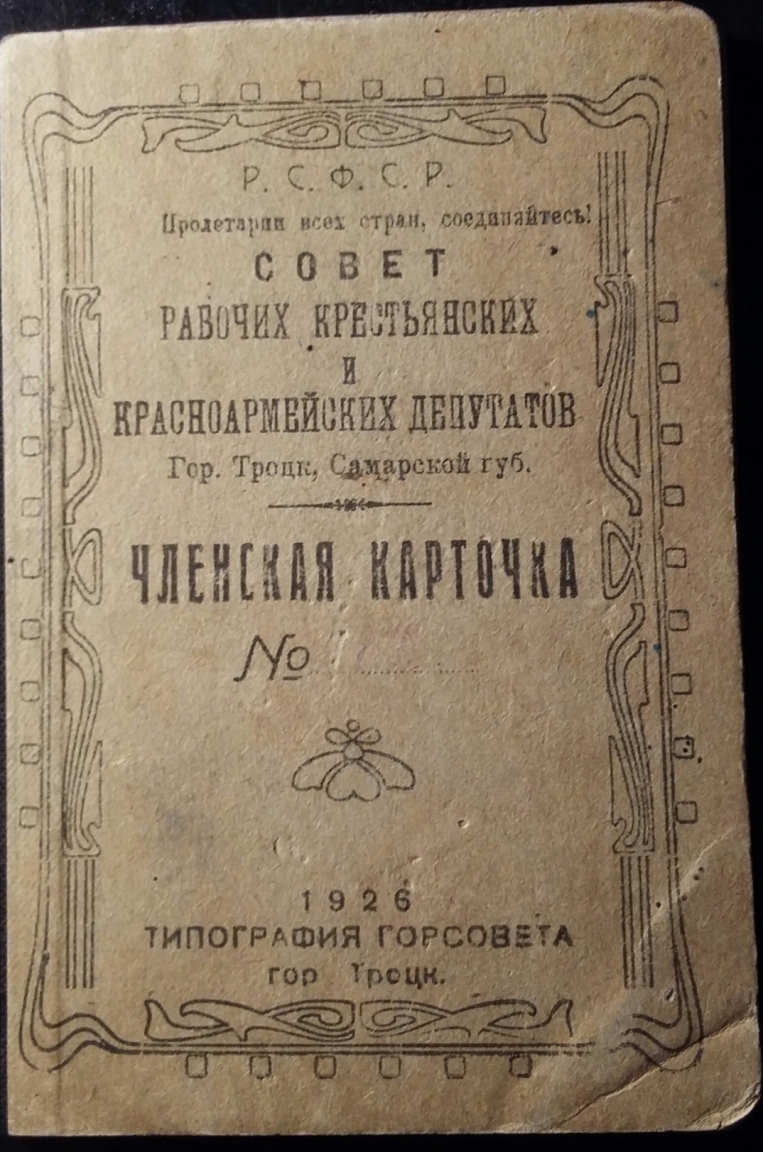 Р. С. Ф. С. Р.
Пролетарии всех стран, соединяйтесь!
СОВЕТ
РАБОЧИХ КРЕСТЬЯНСКИХ
И
КРАСНОАРМЕЙСКИХ ДЕПУТАТОВ
Гор. Троцк, Самарской губ.
ЧЛЕНСКАЯ КАРТОЧКА
№
1926
ТИПОГРАФИЯ ГОРСОВЕТА
гор Троцк.